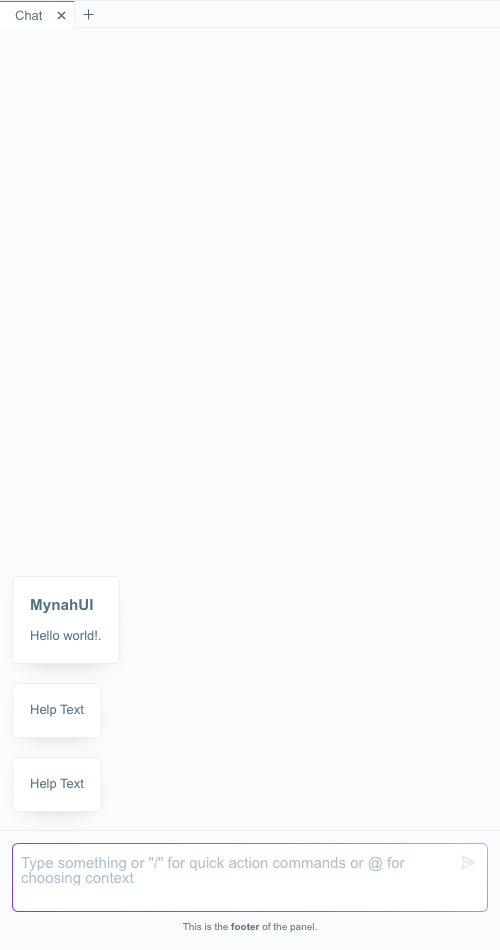 Chat
MynahUI
Hello world!.
Help Text
Help Text
Type something or "/" for quick action commands or @ for
choosing context
This is the footer of the panel.